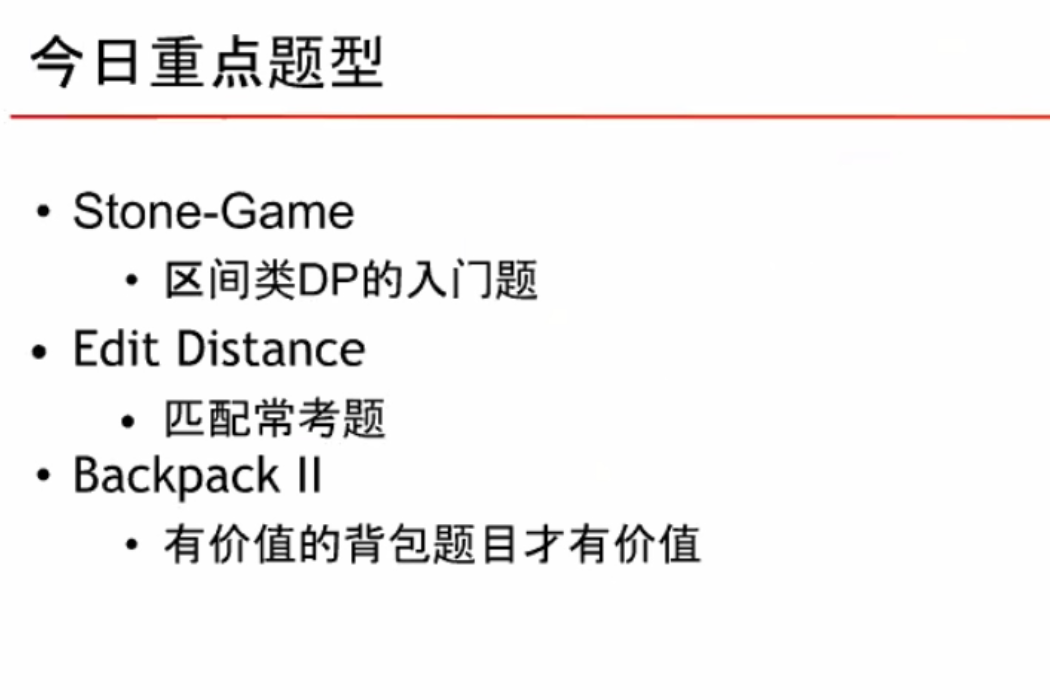 今日重点题型
• Stone-Game
• 区间类DP的入门题
• Edit Distance
• 匹配常考题
• Backpack II
• 有价值的背包题目才有价值